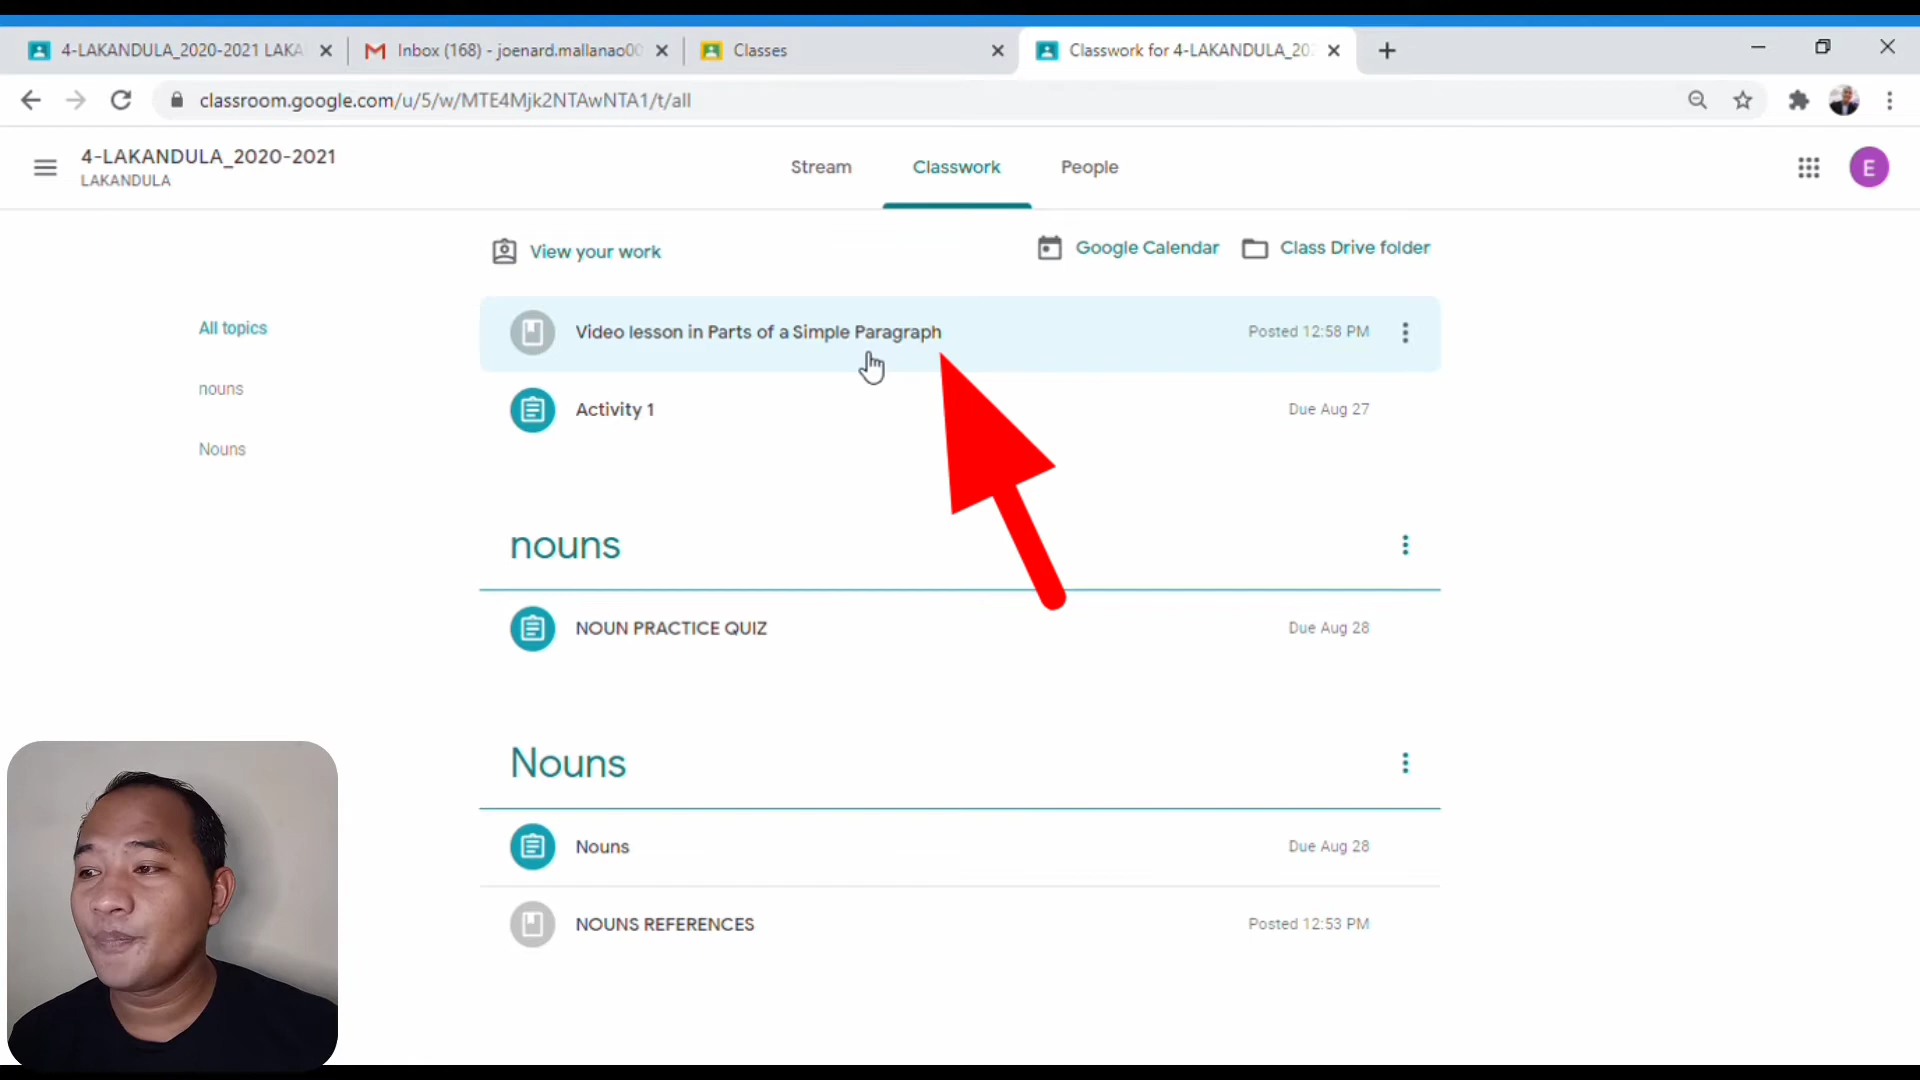 4-LAKANDULA_2020-2021 LAKA
Inbox (168) - joenard.mallanao00
Classes
Classwork for 4-LAKANDULA_202
classroom.google.com/u/5/w/MTE4Mjk2NTAwNTA1/t/all
4-LAKANDULA_2020-2021
LAKANDULA
Stream
Classwork
People
E
View your work
Google Calendar
Class Drive folder
All topics
nouns
Nouns
Video lesson in Parts of a Simple Paragraph
Posted 12:58 PM
Activity 1
Due Aug 27
nouns
NOUN PRACTICE QUIZ
Due Aug 28
Nouns
Nouns
Due Aug 28
NOUNS REFERENCES
Posted 12:53 PM